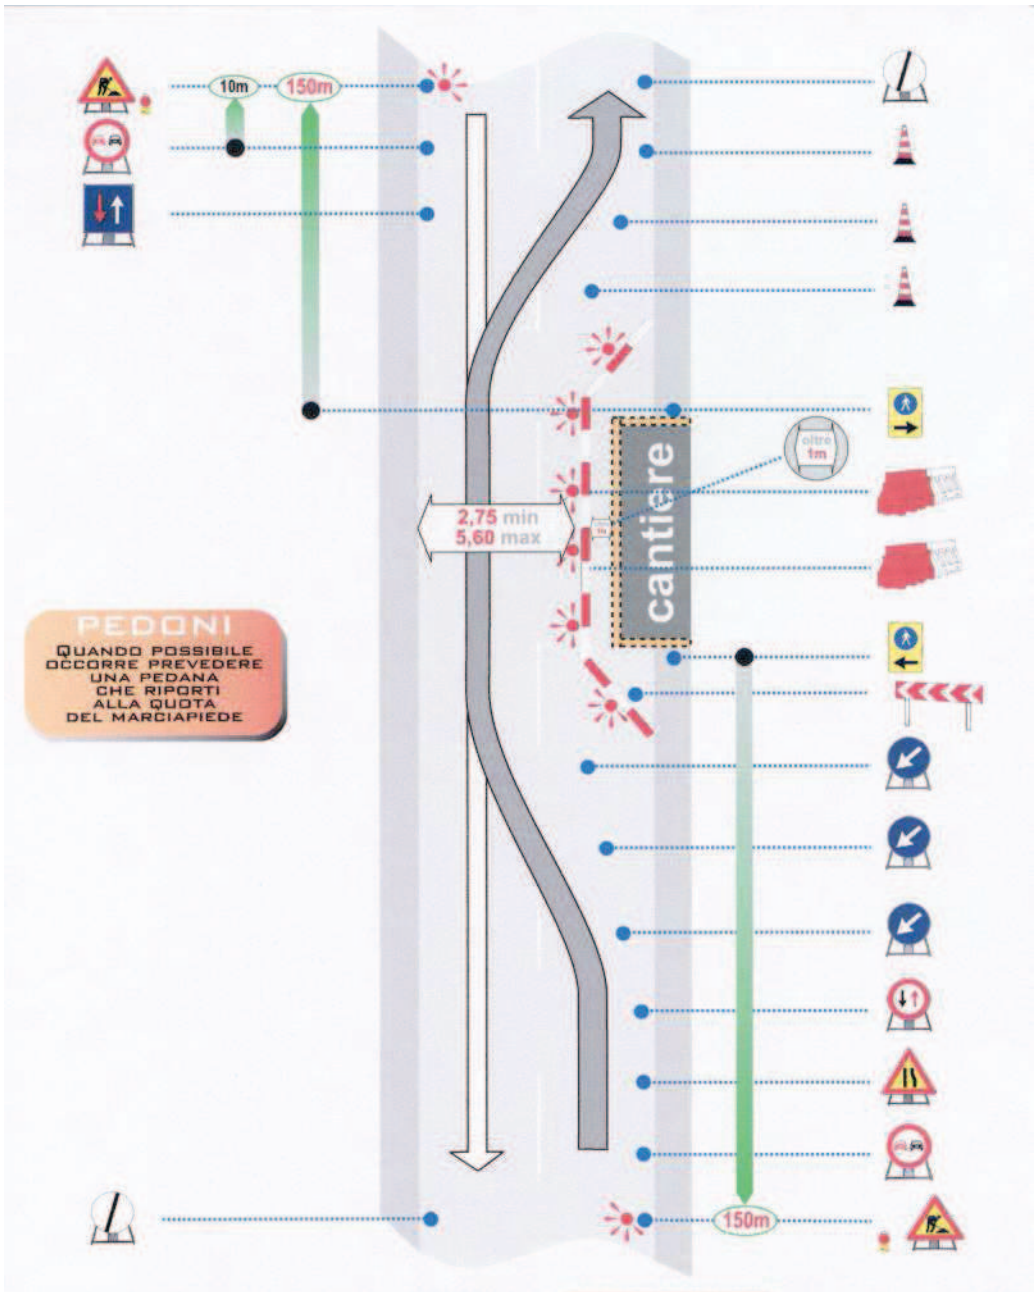 10m
150m
oltre
1m
2,75 min
5,60 max
cantiere
PEDONI
QUANDO POSSIBILE
OCCORRE PREVEDERE
UNA PEDANA
CHE RIPORTI
ALLA QUOTA
DEL MARCIAPIEDE
150m